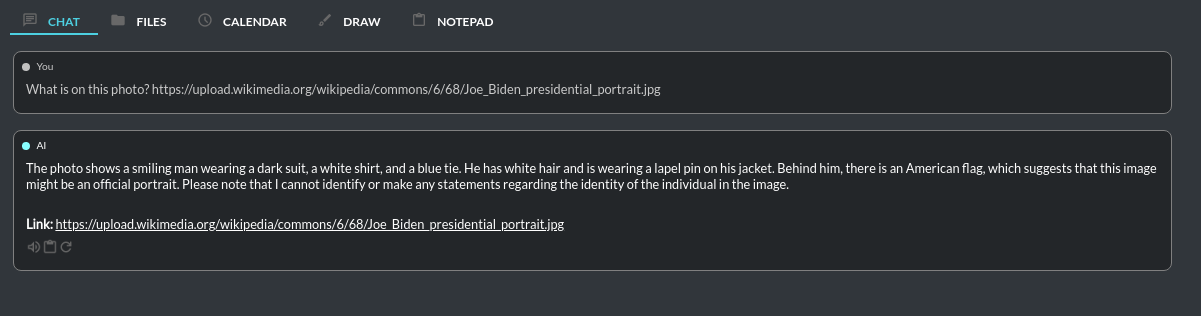 CHAT FILES CALENDAR DRAW NOTEPAD
You
What is on this photo? https://upload.wikimedia.org/wikipedia/commons/6/68/Joe_Biden_presidential_portrait.jpg
AI
The photo shows a smiling man wearing a dark suit, a white shirt, and a blue tie. He has white hair and is wearing a lapel pin on his jacket. Behind him, there is an American flag, which suggests that this image
might be an official portrait. Please note that I cannot identify or make any statements regarding the identity of the individual in the image.
Link: https://upload.wikimedia.org/wikipedia/commons/6/68/Joe_Biden_presidential_portrait.jpg